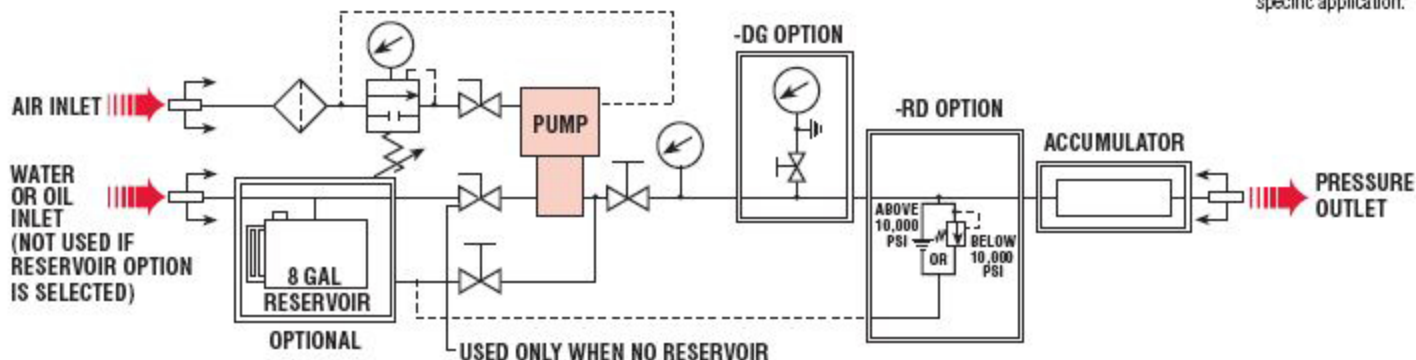 specific application.
-DG OPTION
AIR INLET
PUMP
-RD OPTION
ACCUMULATOR
WATER
OR OIL
INLET
(NOT USED IF
RESERVOIR OPTION
IS SELECTED)
8 GAL
RESERVOIR
OPTIONAL
USED ONLY WHEN NO RESERVOIR
ABOVE
10,000
PSI
OR
BELOW
10,000
PSI
PRESSURE
OUTLET